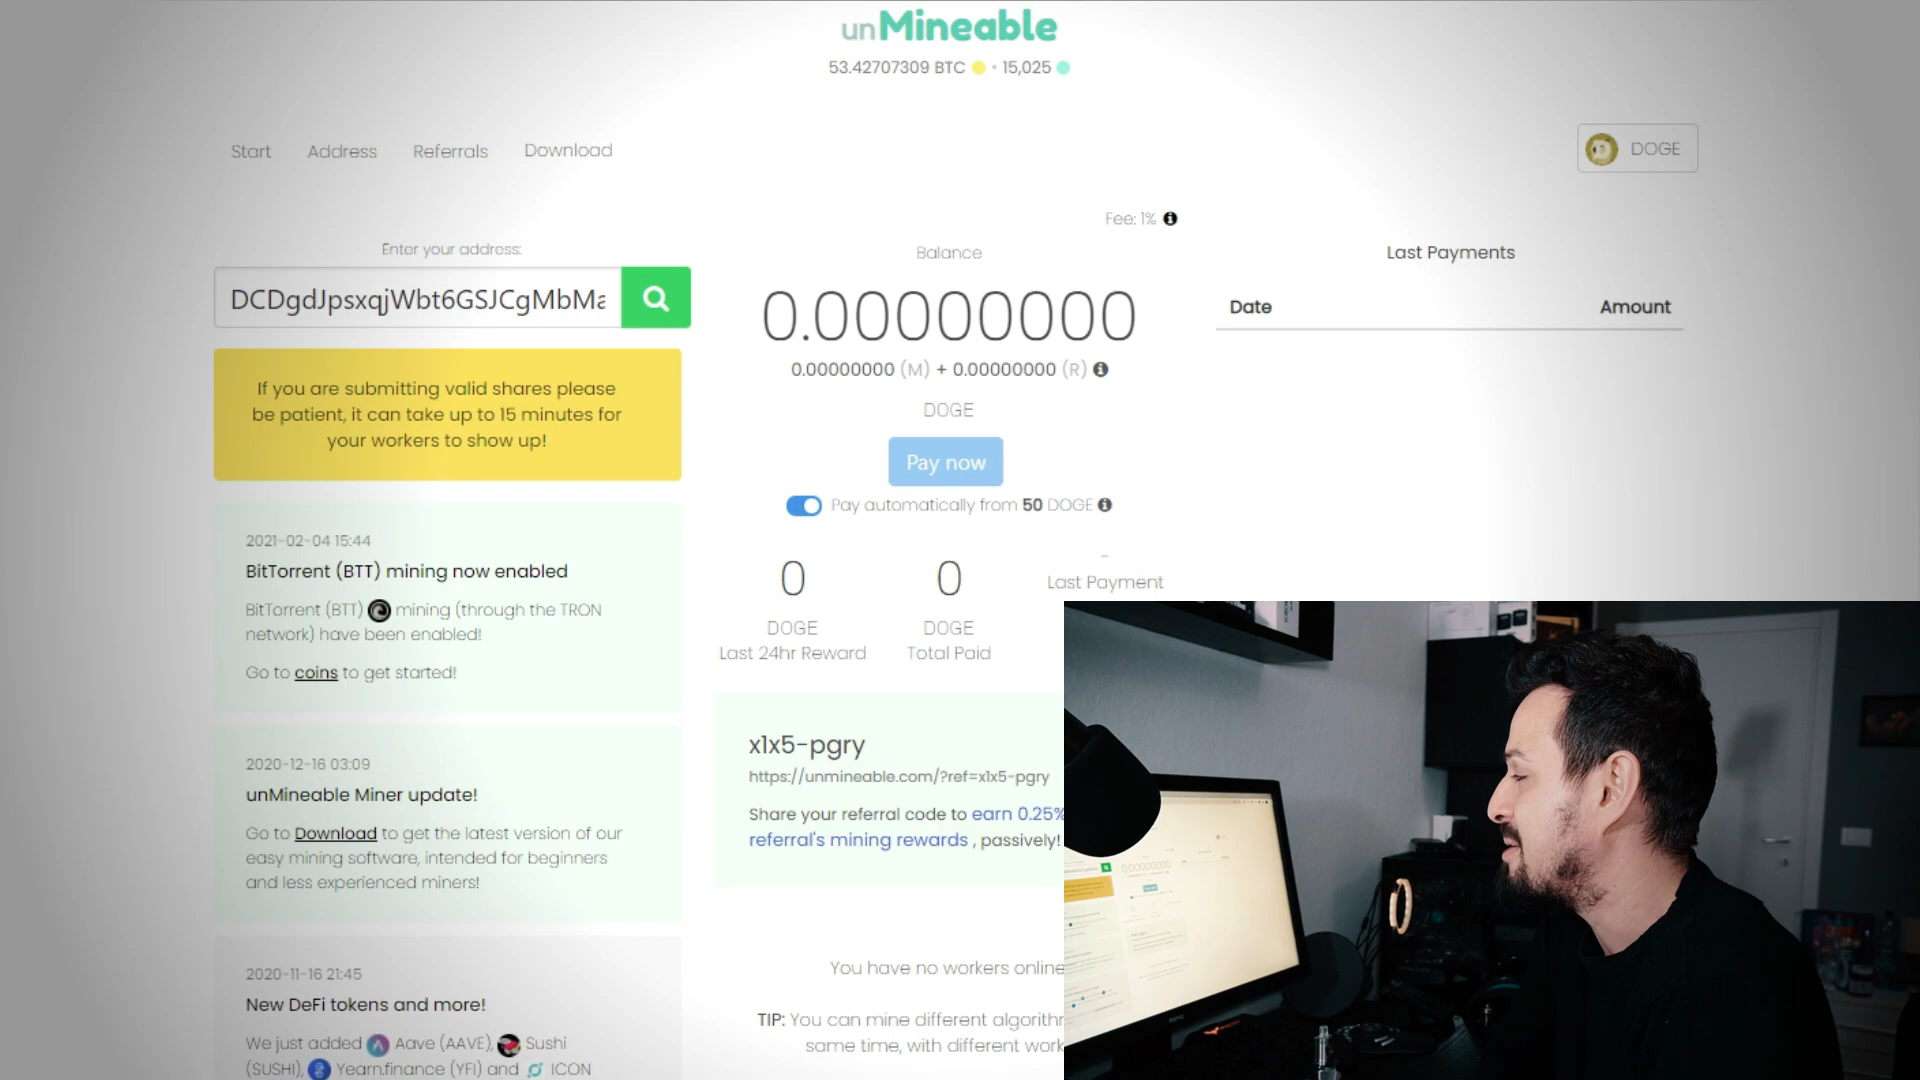 unMineable
53.42707309 BTC • 15,025
Start Address Referrals Download
DOGE
Fee: 1%
Enter your address:
DCDgdJpsxqjWbt6GSJCgMbMa
If you are submitting valid shares please
be patient, it can take up to 15 minutes for
your workers to show up!
2021-02-04 15:44
BitTorrent (BTT) mining now enabled
BitTorrent (BTT) mining (through the TRON
network) have been enabled!
Go to coins to get started!
2020-12-16 03:09
unMineable Miner update!
Go to Download to get the latest version of our
easy mining software, intended for beginners
and less experienced miners!
2020-11-16 21:45
New DeFi tokens and more!
We just added Aave (AAVE), Sushi
(SUSHI), Yearn.finance (YFI) and ICON
Balance
0.00000000
0.00000000 (M) + 0.00000000 (R)
DOGE
Pay now
Pay automatically from 50 DOGE
0
DOGE
Last 24hr Reward
0
DOGE
Total Paid
-
Last Payment
x1x5-pgry
https://unmineable.com/?ref=x1x5-pgry
Share your referral code to earn 0.25%
referral's mining rewards , passively!
You have no workers online
TIP: You can mine different algorithm
same time, with different work
Last Payments
Date Amount